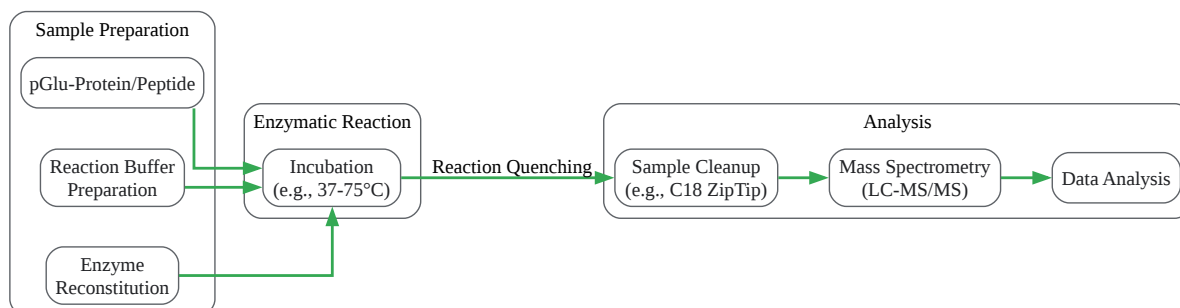 Sample Preparation
pGlu-Protein/Peptide
Reaction Buffer
Preparation
Enzyme
Reconstitution
Enzymatic Reaction
Incubation
(e.g., 37-75°C)
Reaction Quenching
Analysis
Sample Cleanup
(e.g., C18 ZipTip)
Mass Spectrometry
(LC-MS/MS)
Data Analysis